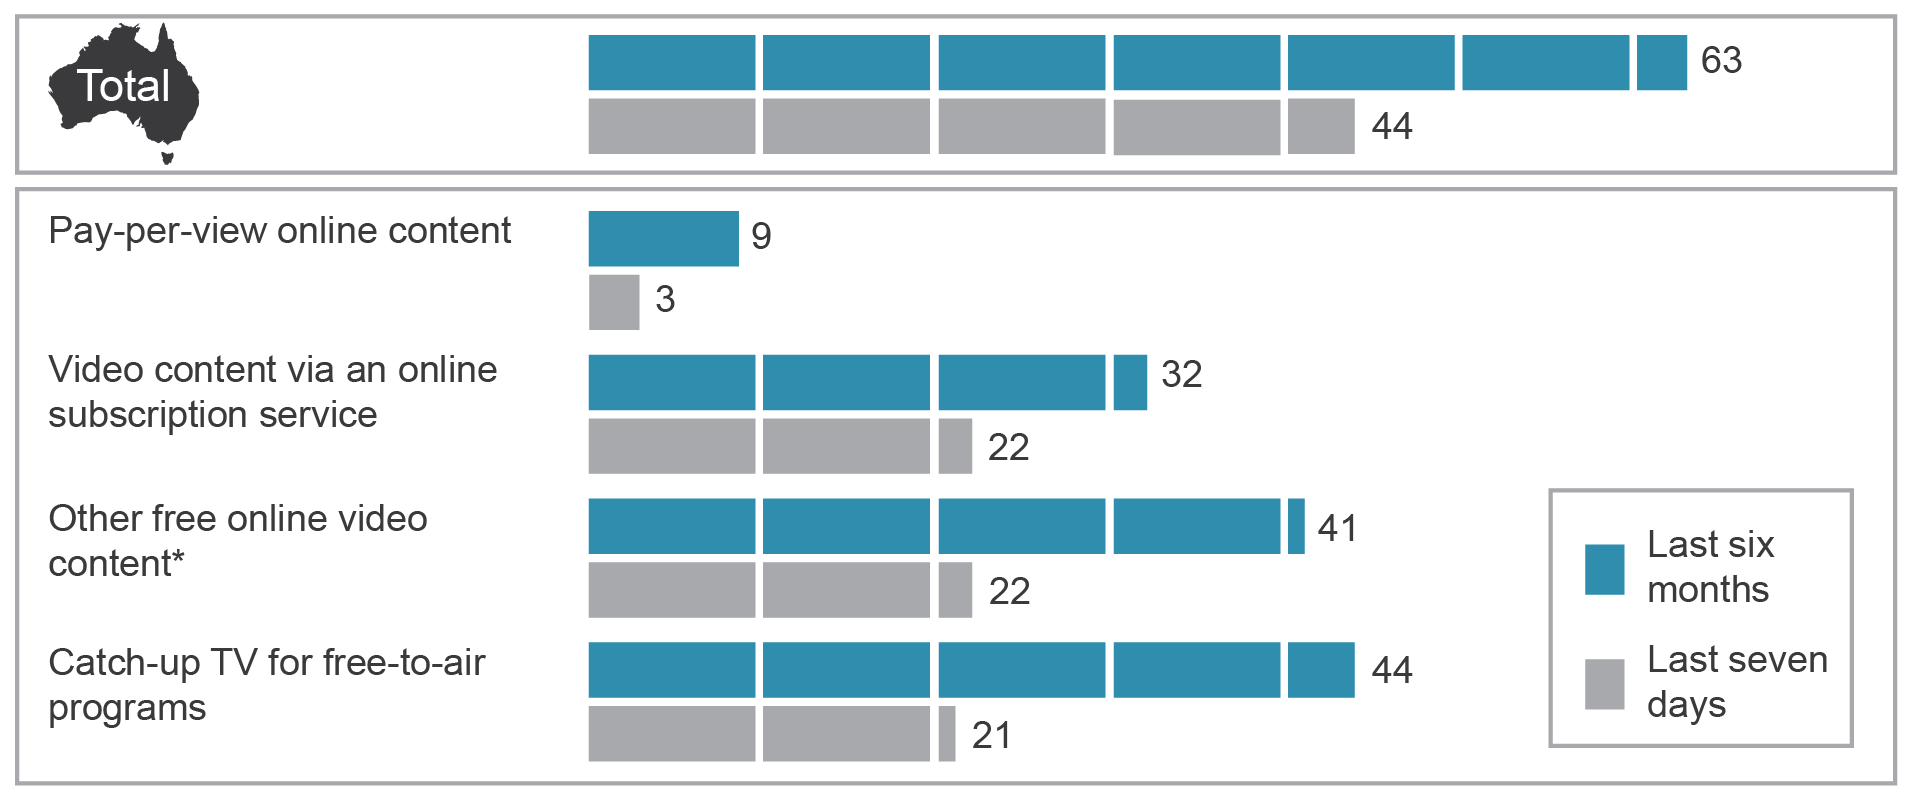 Total
63
44
Pay-per-view online content
9
3
Video content via an online
subscription service
32
22
Other free online video
content*
41
22
Catch-up TV for free-to-air
programs
44
21
Last six
months
Last seven
days